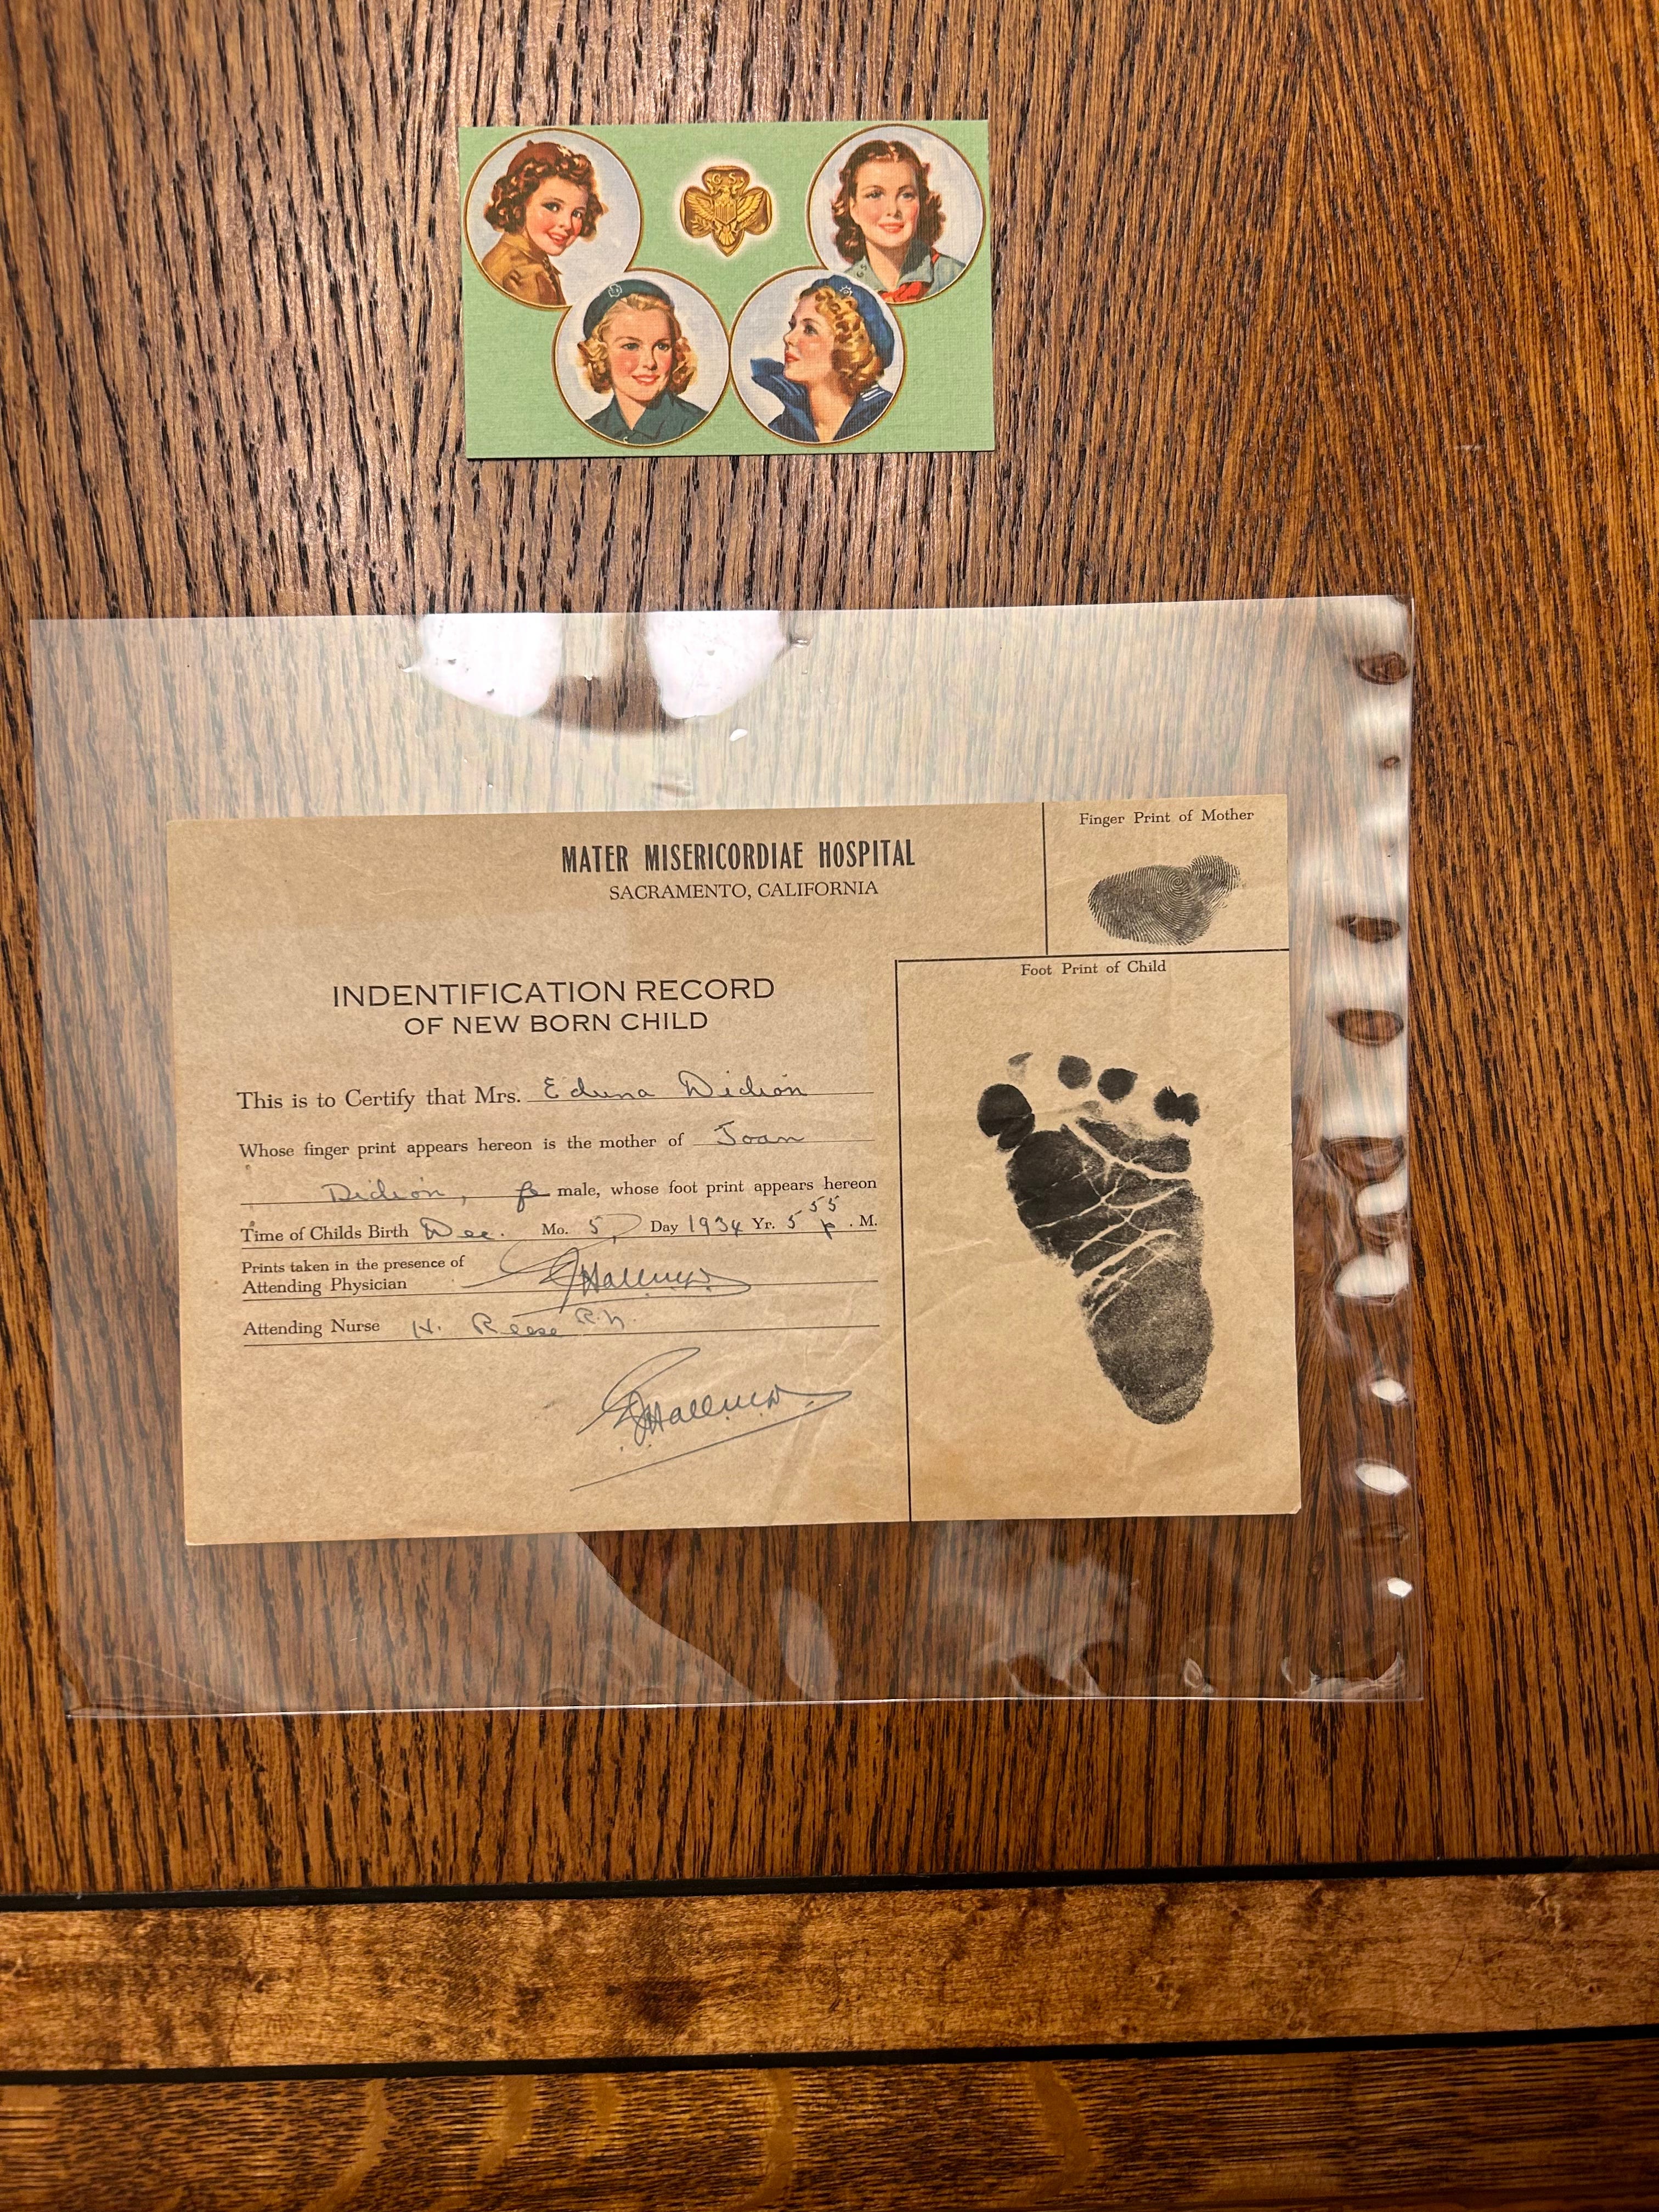 G S
G S
MATER MISERICORDIAE HOSPITAL
SACRAMENTO, CALIFORNIA
Finger Print of Mother
Foot Print of Child
INDENTIFICATION RECORD
OF NEW BORN CHILD
This is to Certify that Mrs. Eduna Didion
Whose finger print appears hereon is the mother of Joan
Didion, fe male, whose foot print appears hereon
Time of Childs Birth Dec. Mo. 5, Day 1934 Yr. 5 55 p. M.
Prints taken in the presence of
Attending Physician
Attending Nurse H. Reese R.N.